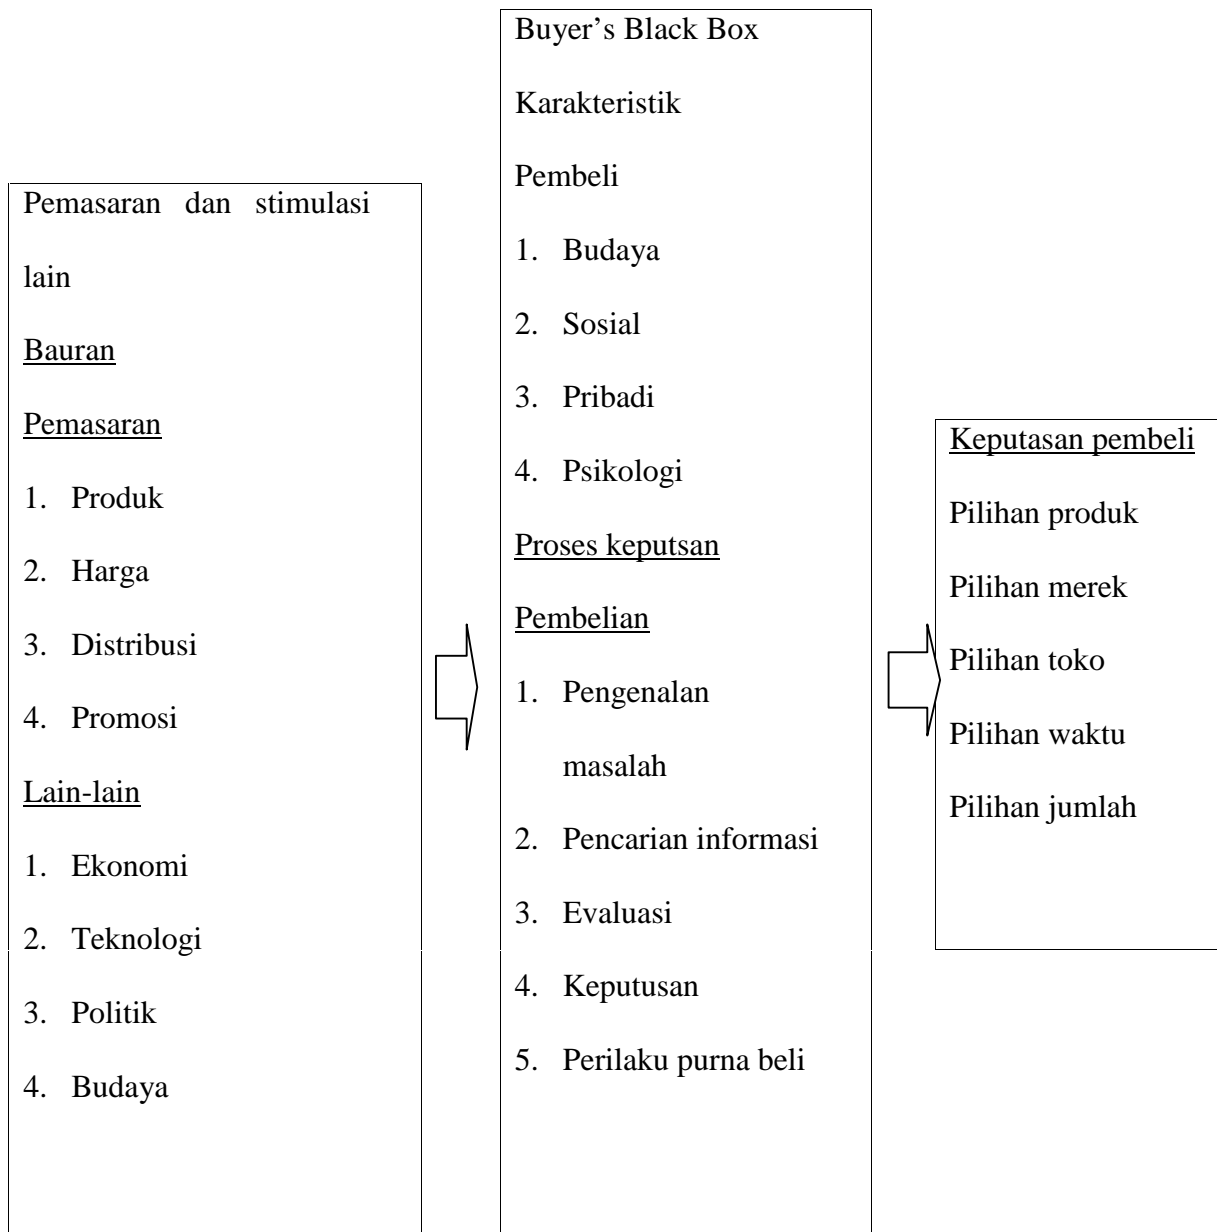 Pemasaran dan stimulasi
lain
Bauran
Pemasaran
1. Produk
2. Harga
3. Distribusi
4. Promosi
Lain-lain
1. Ekonomi
2. Teknologi
3. Politik
4. Budaya
Buyer’s Black Box
Karakteristik
Pembeli
1. Budaya
2. Sosial
3. Pribadi
4. Psikologi
Proses keputsan
Pembelian
1. Pengenalan
masalah
2. Pencarian informasi
3. Evaluasi
4. Keputusan
5. Perilaku purna beli
Keputasan pembeli
Pilihan produk
Pilihan merek
Pilihan toko
Pilihan waktu
Pilihan jumlah